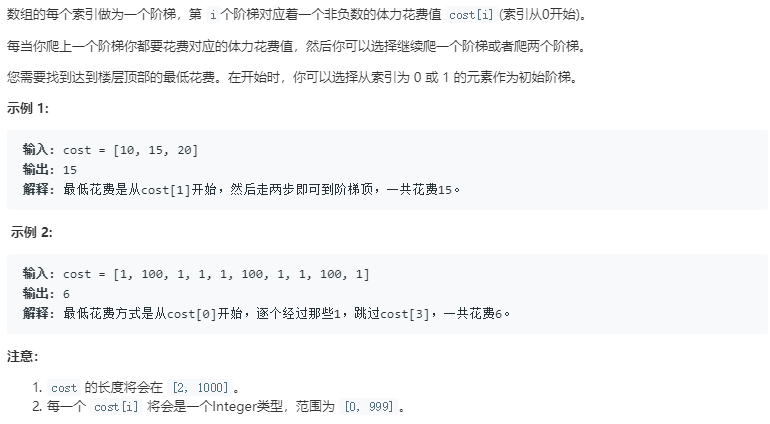 数组的每个索引做为一个阶梯，第 i个阶梯对应着一个非负数的体力花费值 cost[i](索引从0开始)。
每当你爬上一个阶梯你都要花费对应的体力花费值，然后你可以选择继续爬一个阶梯或者爬两个阶梯。
您需要找到达到楼层顶部的最低花费。在开始时，你可以选择从索引为 0 或 1 的元素作为初始阶梯。
示例 1:
输入: cost = [10, 15, 20]
输出: 15
解释: 最低花费是从cost[1]开始，然后走两步即可到阶梯顶，一共花费15。
示例 2:
输入: cost = [1, 100, 1, 1, 1, 100, 1, 1, 100, 1]
输出: 6
解释: 最低花费方式是从cost[0]开始，逐个经过那些1，跳过cost[3]，一共花费6。
注意：
1. cost 的长度将会在 [2, 1000]。
2. 每一个 cost[i] 将会是一个Integer类型，范围为 [0, 999]。